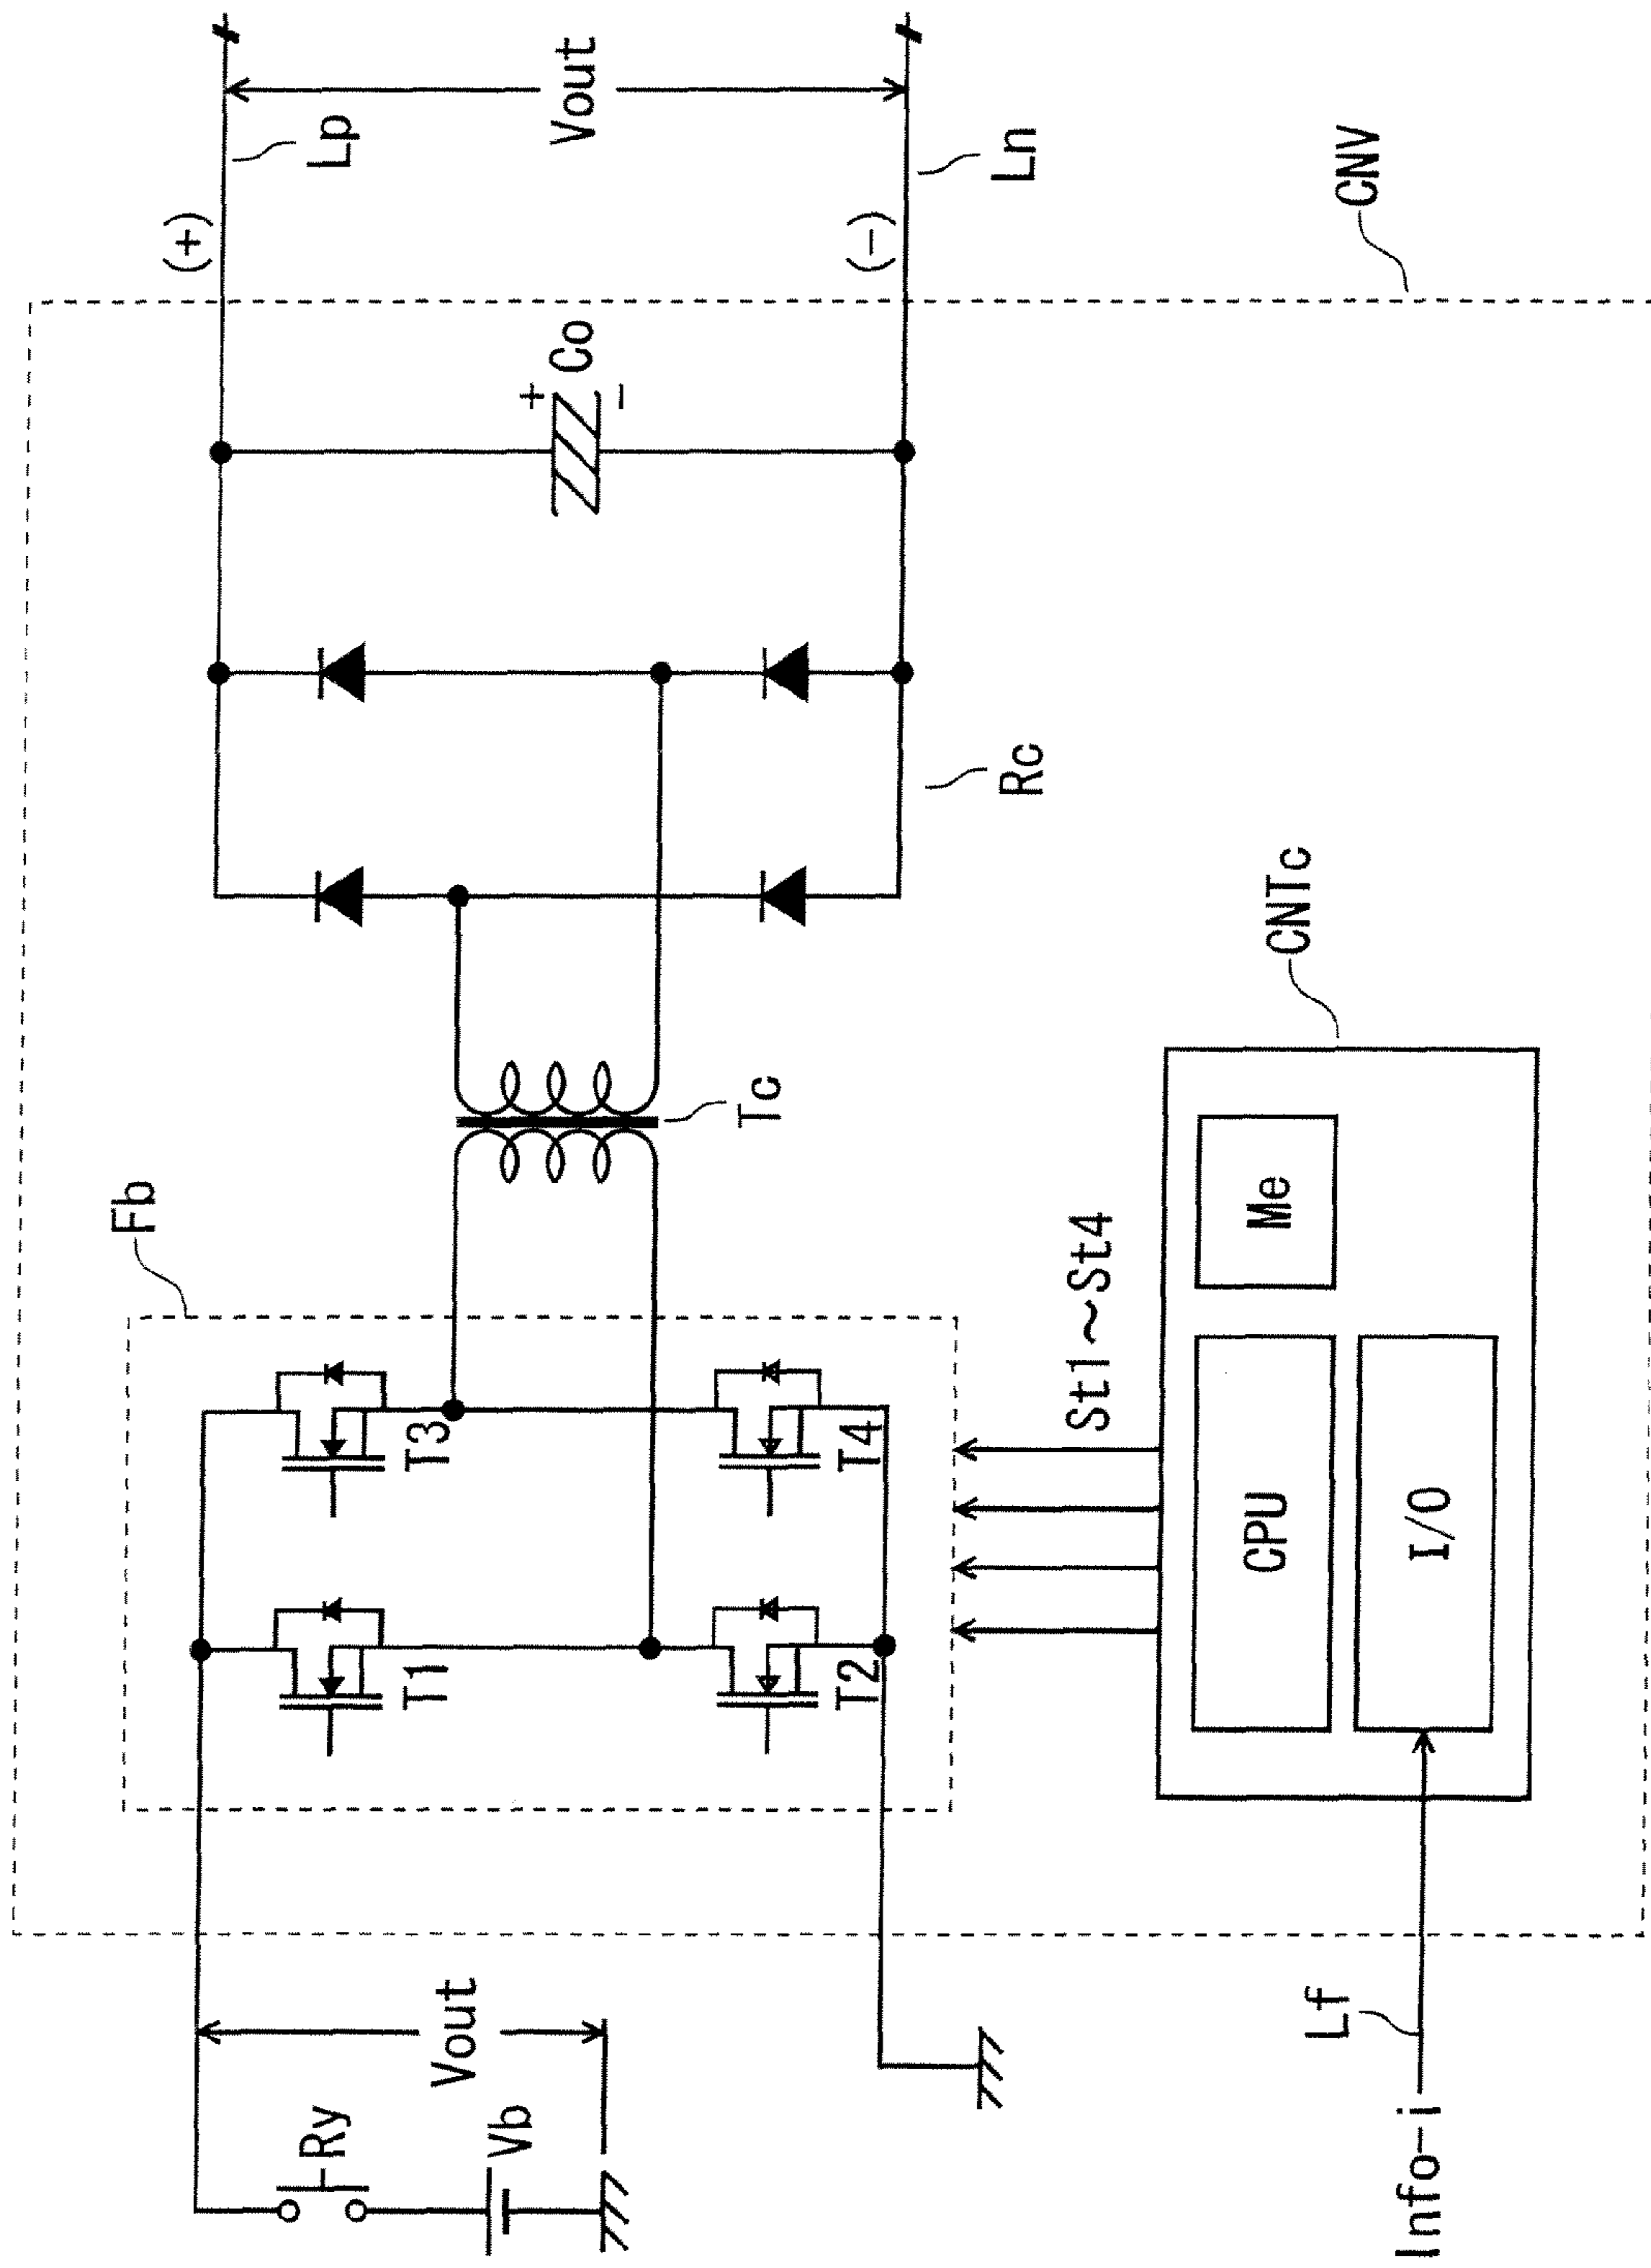 Ry
Vb
Vout
Fb
T1
T3
T2
T4
Tc
Rc
Co
+
−
(+)
Lp
Vout
(−)
Ln
CNV
St1~St4
CNTc
CPU
Me
I/O
Lf
Info-i